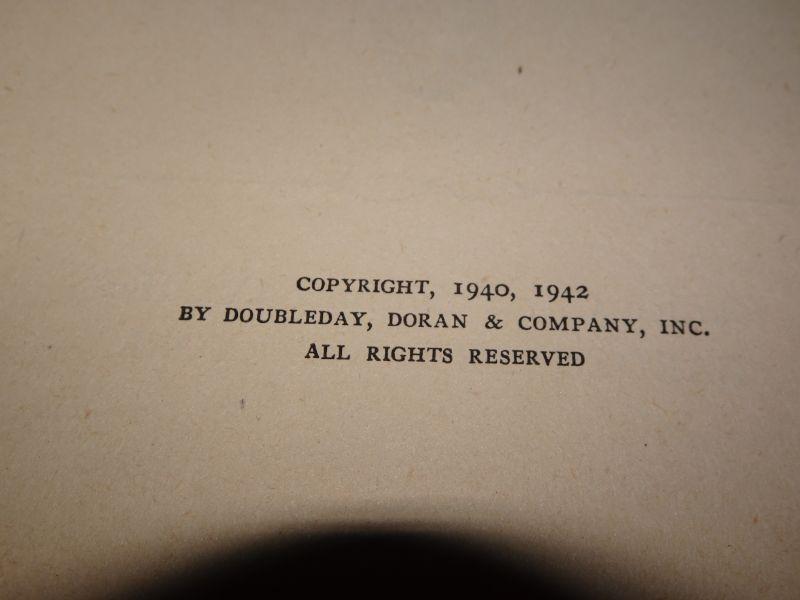 COPYRIGHT, 1940, 1942
BY DOUBLEDAY, DORAN & COMPANY, INC.
ALL RIGHTS RESERVED